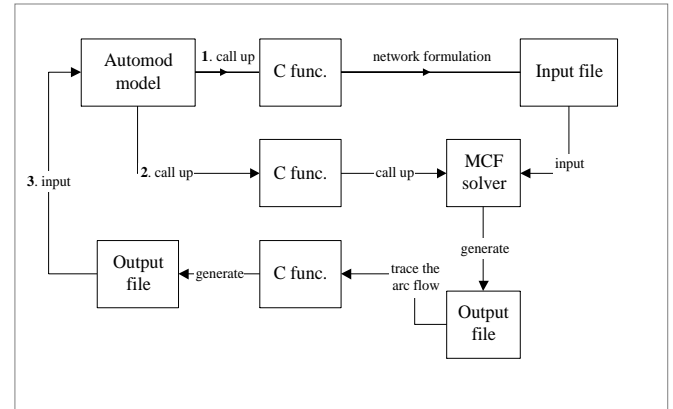 Automod
model
1. call up
C func.
network formulation
Input file
2. call up
C func.
call up
MCF
solver
input
3. input
generate
Output
file
generate
C func.
trace the
arc flow
Output
file